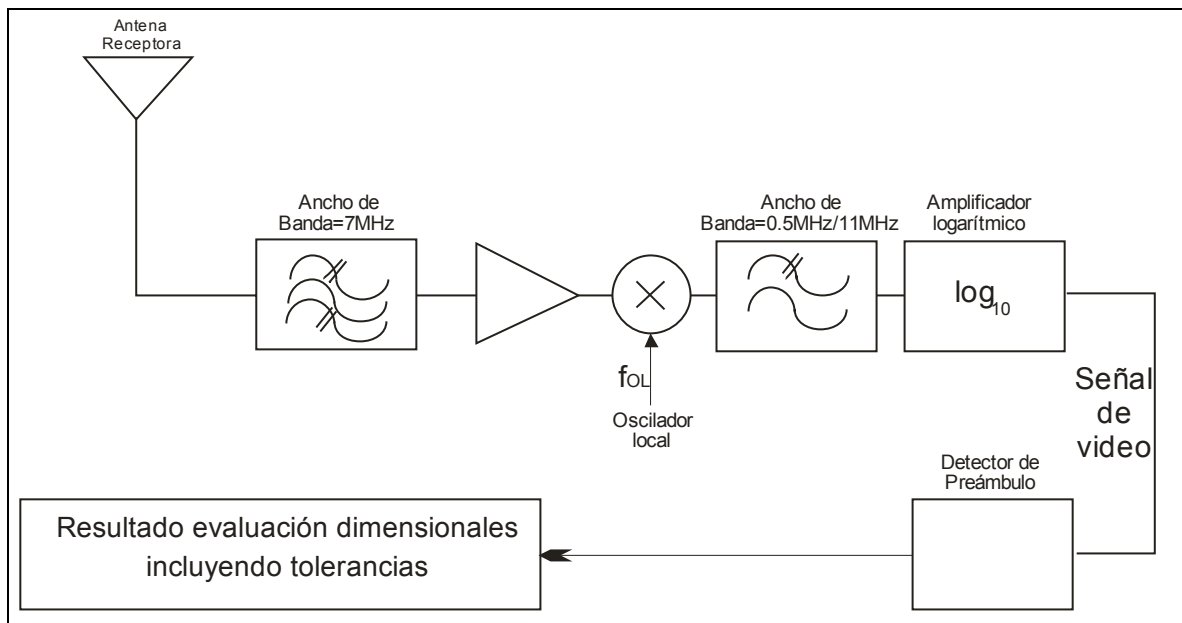 Antena
Receptora
Ancho de
Banda=7MHz
Ancho de
Banda=0.5MHz/11MHz
Amplificador
logarítmico
log10
fOL
Oscilador
local
Señal
de
video
Detector de
Preámbulo
Resultado evaluación dimensionales
incluyendo tolerancias